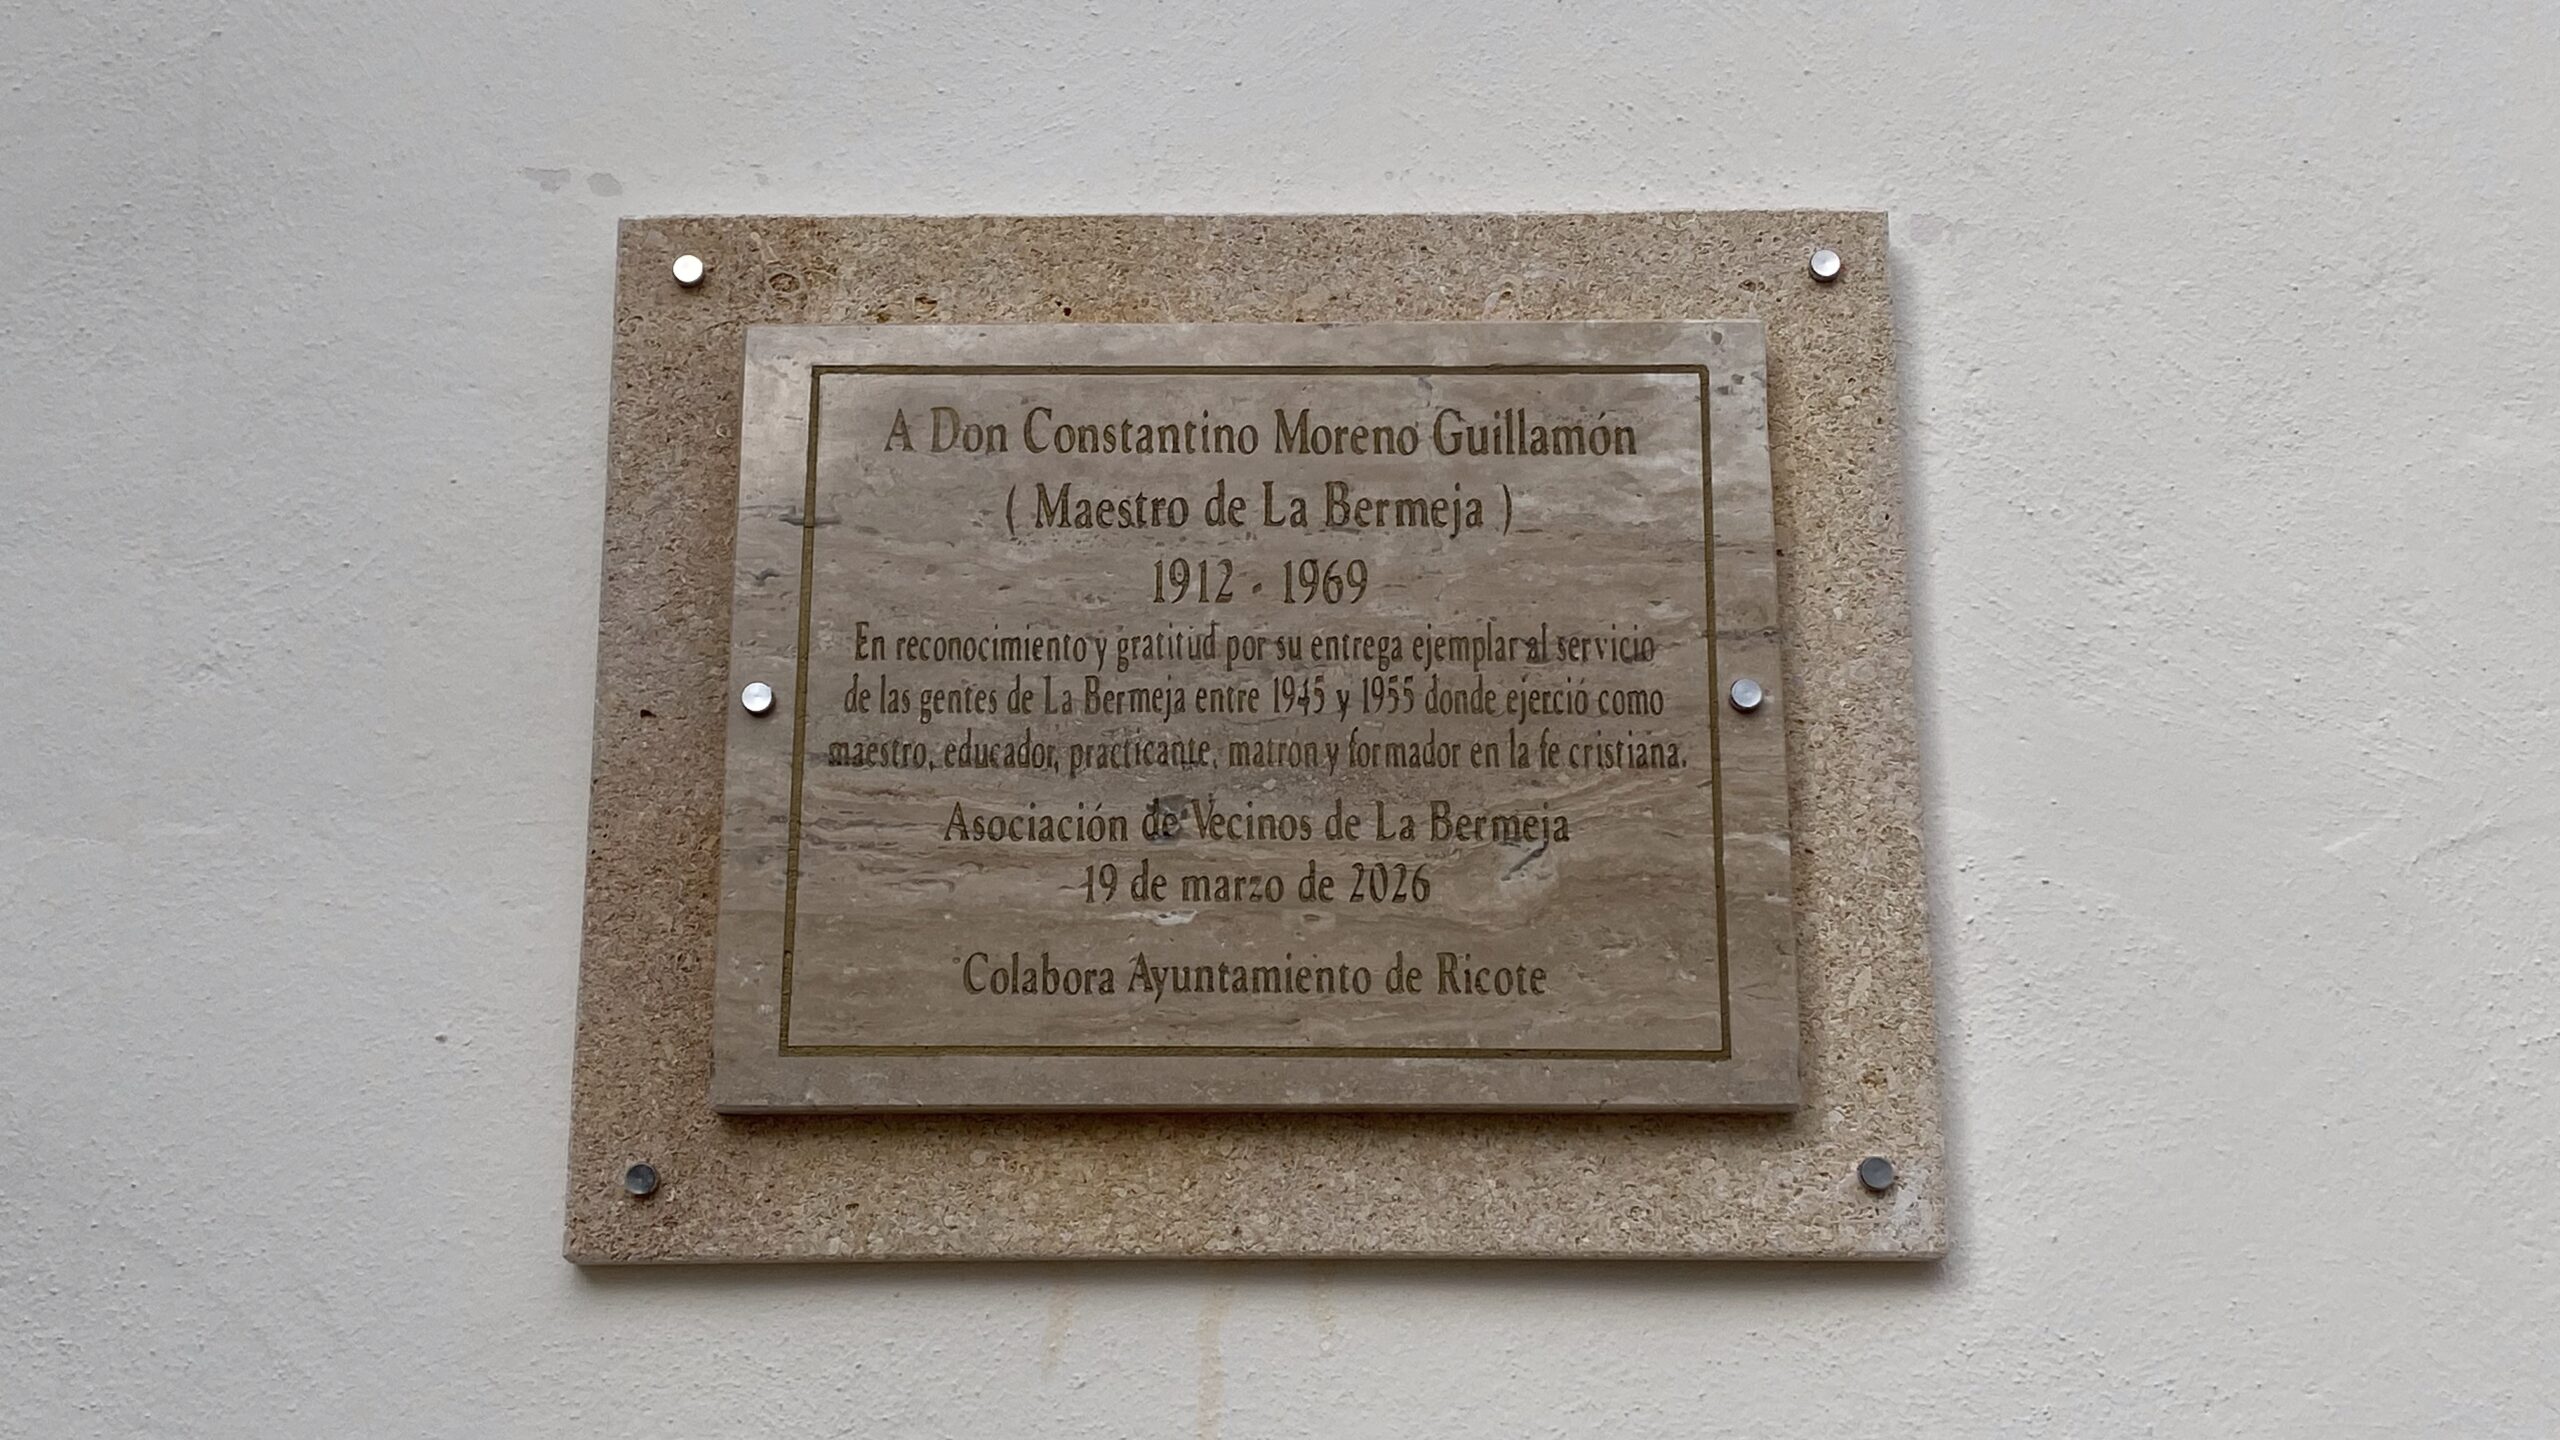 A Don Constantino Moreno Guillamón
( Maestro de La Bermeja )
1912 - 1969
En reconocimiento y gratitud por su entrega ejemplar al servicio
de las gentes de La Bermeja entre 1945 y 1955 donde ejerció como
maestro, educador, practicante, matron y formador en la fe cristiana.
Asociación de Vecinos de La Bermeja
19 de marzo de 2026
Colabora Ayuntamiento de Ricote